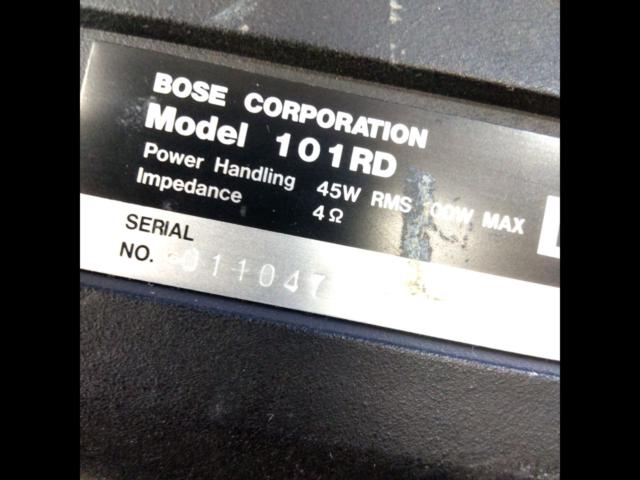 BOSE CORPORATION
Model 101RD
Power Handling 45W RMS MAX
Impedance 4Ω
SERIAL
NO. 011047